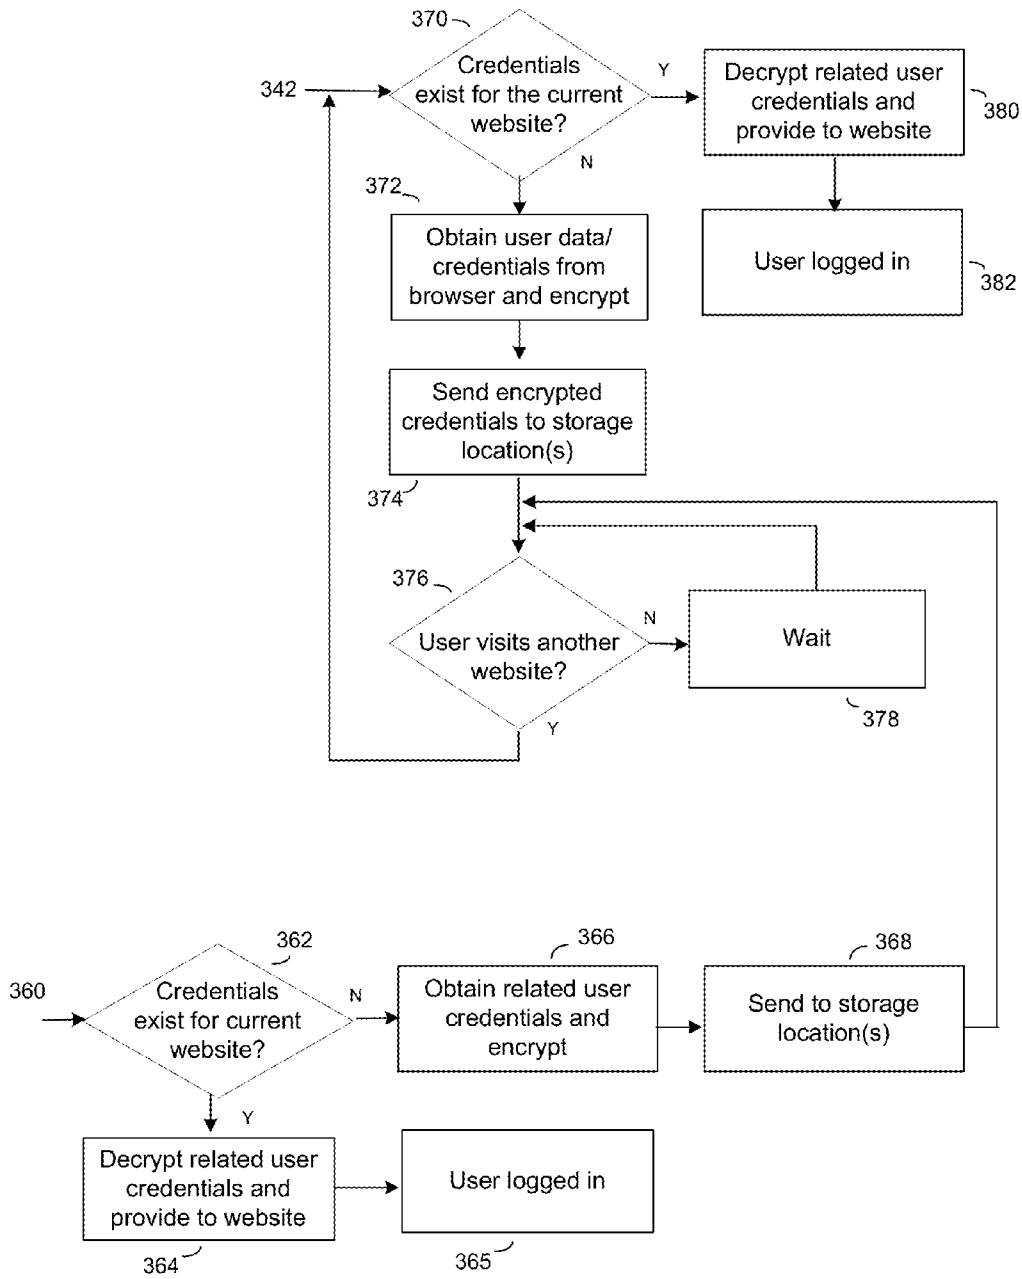 370
342
Credentials
exist for the current
website?
Y
N
Decrypt related user
credentials and
provide to website
380
372
Obtain user data/
credentials from
browser and encrypt
User logged in
382
Send encrypted
credentials to storage
location(s)
374
376
User visits another
website?
N
Y
Wait
378
360
362
Credentials
exist for current
website?
N
Y
366
Obtain related user
credentials and
encrypt
368
Send to storage
location(s)
Decrypt related user
credentials and
provide to website
364
User logged in
365